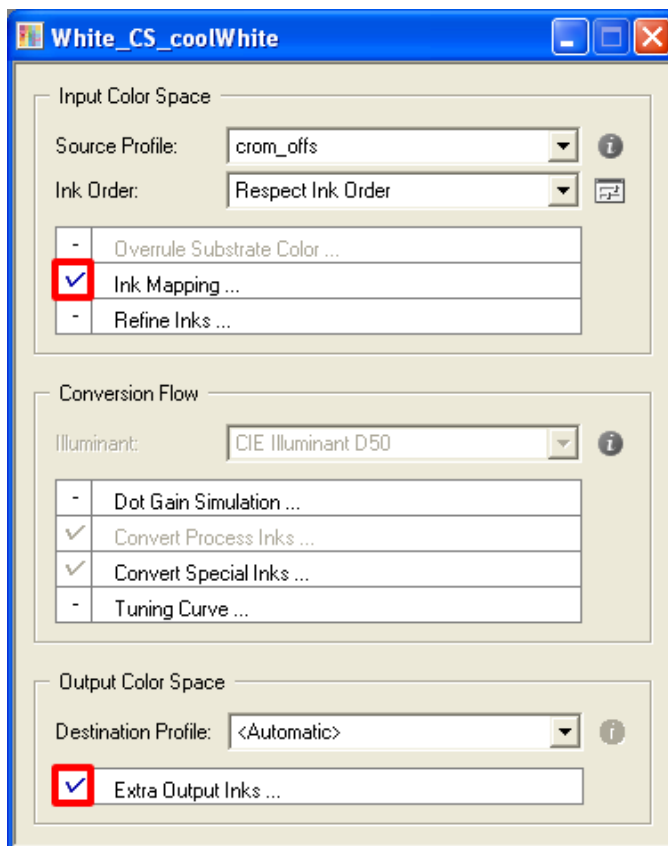 White_CS_coolWhite
Input Color Space
Source Profile: crom_offs
Ink Order: Respect Ink Order
- Overrule Substrate Color ...
Ink Mapping ...
- Refine Inks ...
Conversion Flow
Illuminant: CIE Illuminant D50
- Dot Gain Simulation ...
Convert Process Inks ...
Convert Special Inks ...
- Tuning Curve ...
Output Color Space
Destination Profile: <Automatic>
Extra Output Inks ...